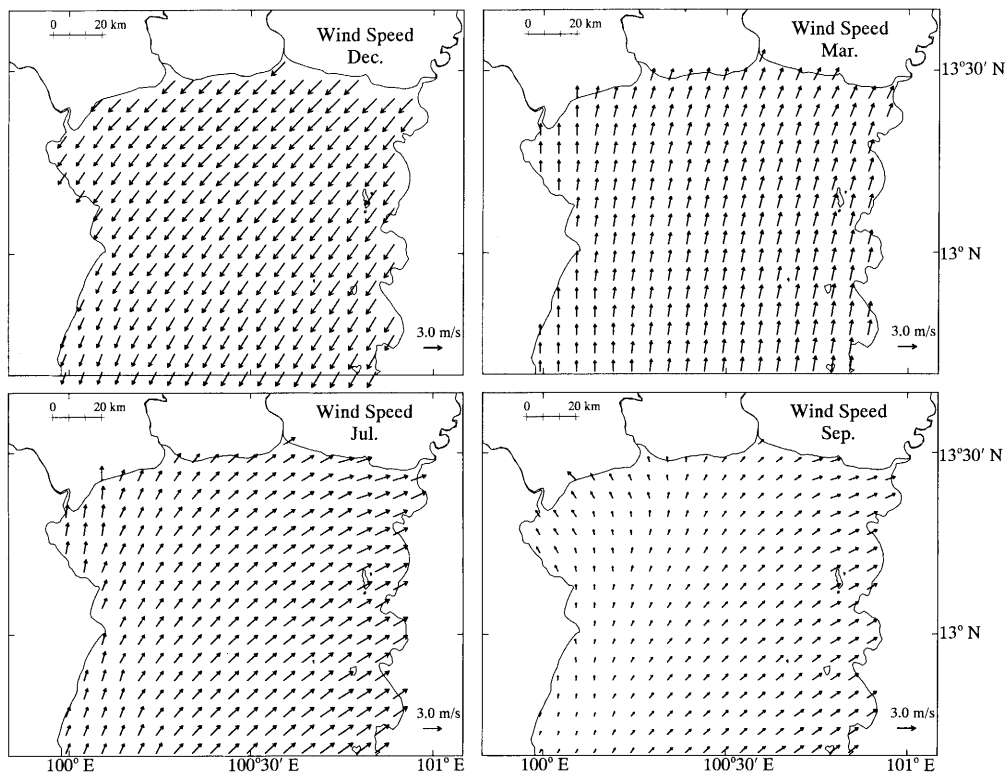 0 20 km
Wind Speed
Dec.
3.0 m/s
0 20 km
Wind Speed
Mar.
13°30′ N
13° N
3.0 m/s
0 20 km
Wind Speed
Jul.
3.0 m/s
100° E
100°30′ E
101° E
0 20 km
Wind Speed
Sep.
13°30′ N
13° N
3.0 m/s
100° E
100°30′ E
101° E